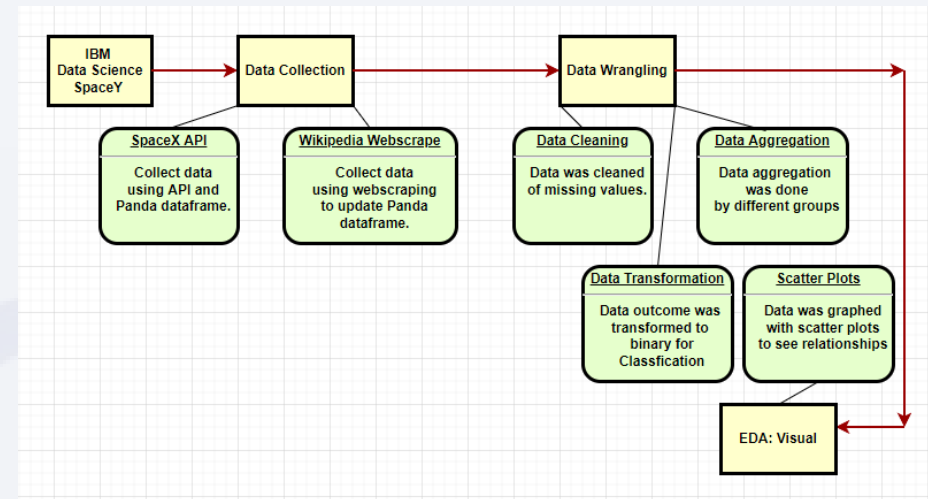 IBM
Data Science
SpaceY
Data Collection
Data Wrangling
SpaceX API
Collect data
using API and
Panda dataframe.
Wikipedia Webscrape
Collect data
using webscraping
to update Panda
dataframe.
Data Cleaning
Data was cleaned
of missing values.
Data Aggregation
Data aggregation
was done
by different groups
Data Transformation
Data outcome was
transformed to
binary for
Classfication
Scatter Plots
Data was graphed
with scatter plots
to see relationships
EDA: Visual